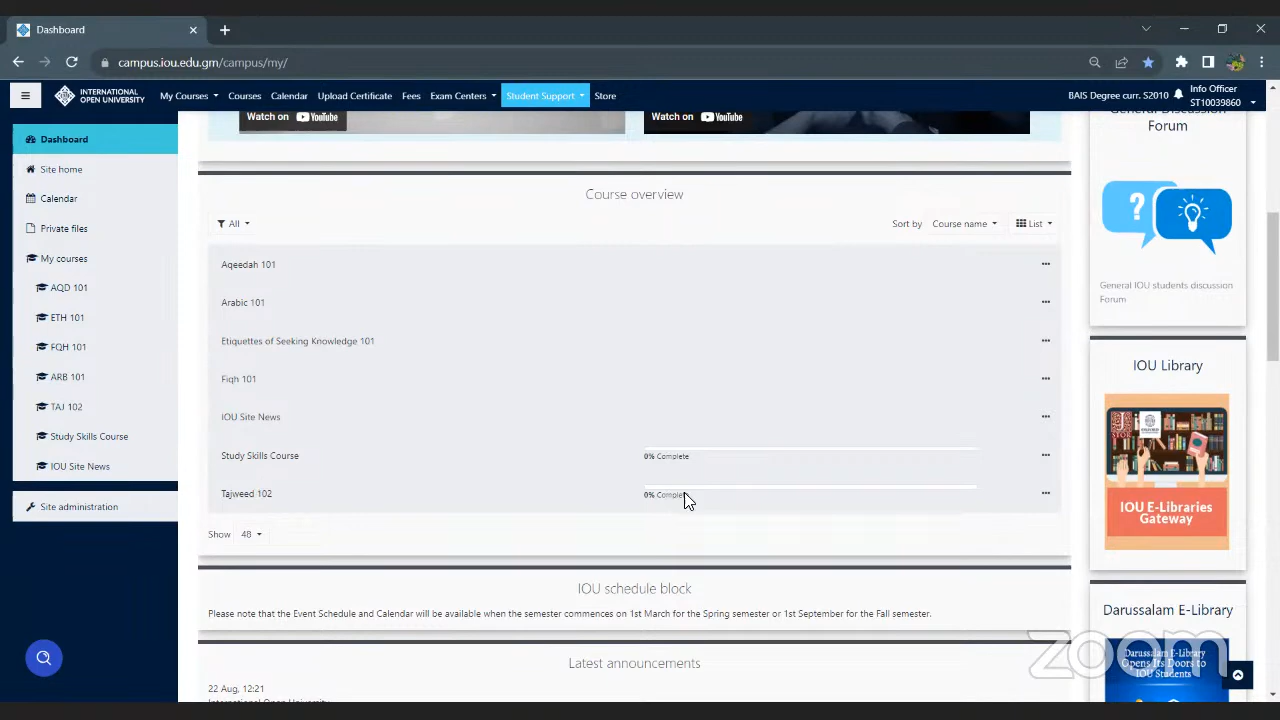 Dashboard
campus.iou.edu.gm/campus/my/
INTERNATIONAL
OPEN UNIVERSITY
My Courses
Courses
Calendar
Upload Certificate
Fees
Exam Centers
Student Support
Store
BAIS Degree curr. S2010
Info Officer
ST10039860
Dashboard
Site home
Calendar
Private files
My courses
AQD 101
ETH 101
FQH 101
ARB 101
TAJ 102
Study Skills Course
IOU Site News
Site administration
Watch on YouTube
Watch on YouTube
Course overview
All
Sort by Course name
List
Aqeedah 101
Arabic 101
Etiquettes of Seeking Knowledge 101
Fiqh 101
IOU Site News
Study Skills Course
0% Complete
Tajweed 102
0% Complete
Show 48
IOU schedule block
Please note that the Event Schedule and Calendar will be available when the semester commences on 1st March for the Spring semester or 1st September for the Fall semester.
Latest announcements
22 Aug, 12:21
International Open University
General Discussion
Forum
General IOU students discussion
Forum
IOU Library
IOU E-Libraries
Gateway
Darussalam E-Library
Darussalam E-Library
Opens Its Doors to
IOU Students
zoom